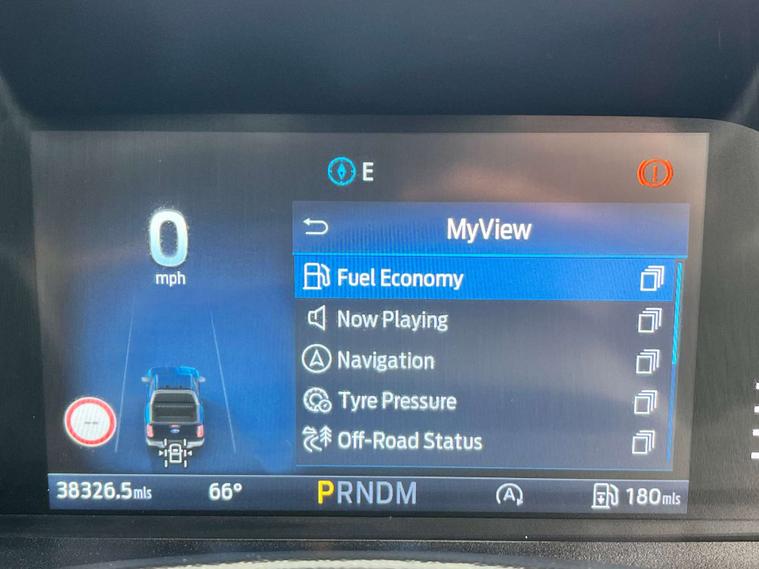 E
0
mph
MyView
Fuel Economy
Now Playing
Navigation
Tyre Pressure
Off-Road Status
38326.5mls 66° PRNDM A 180mls